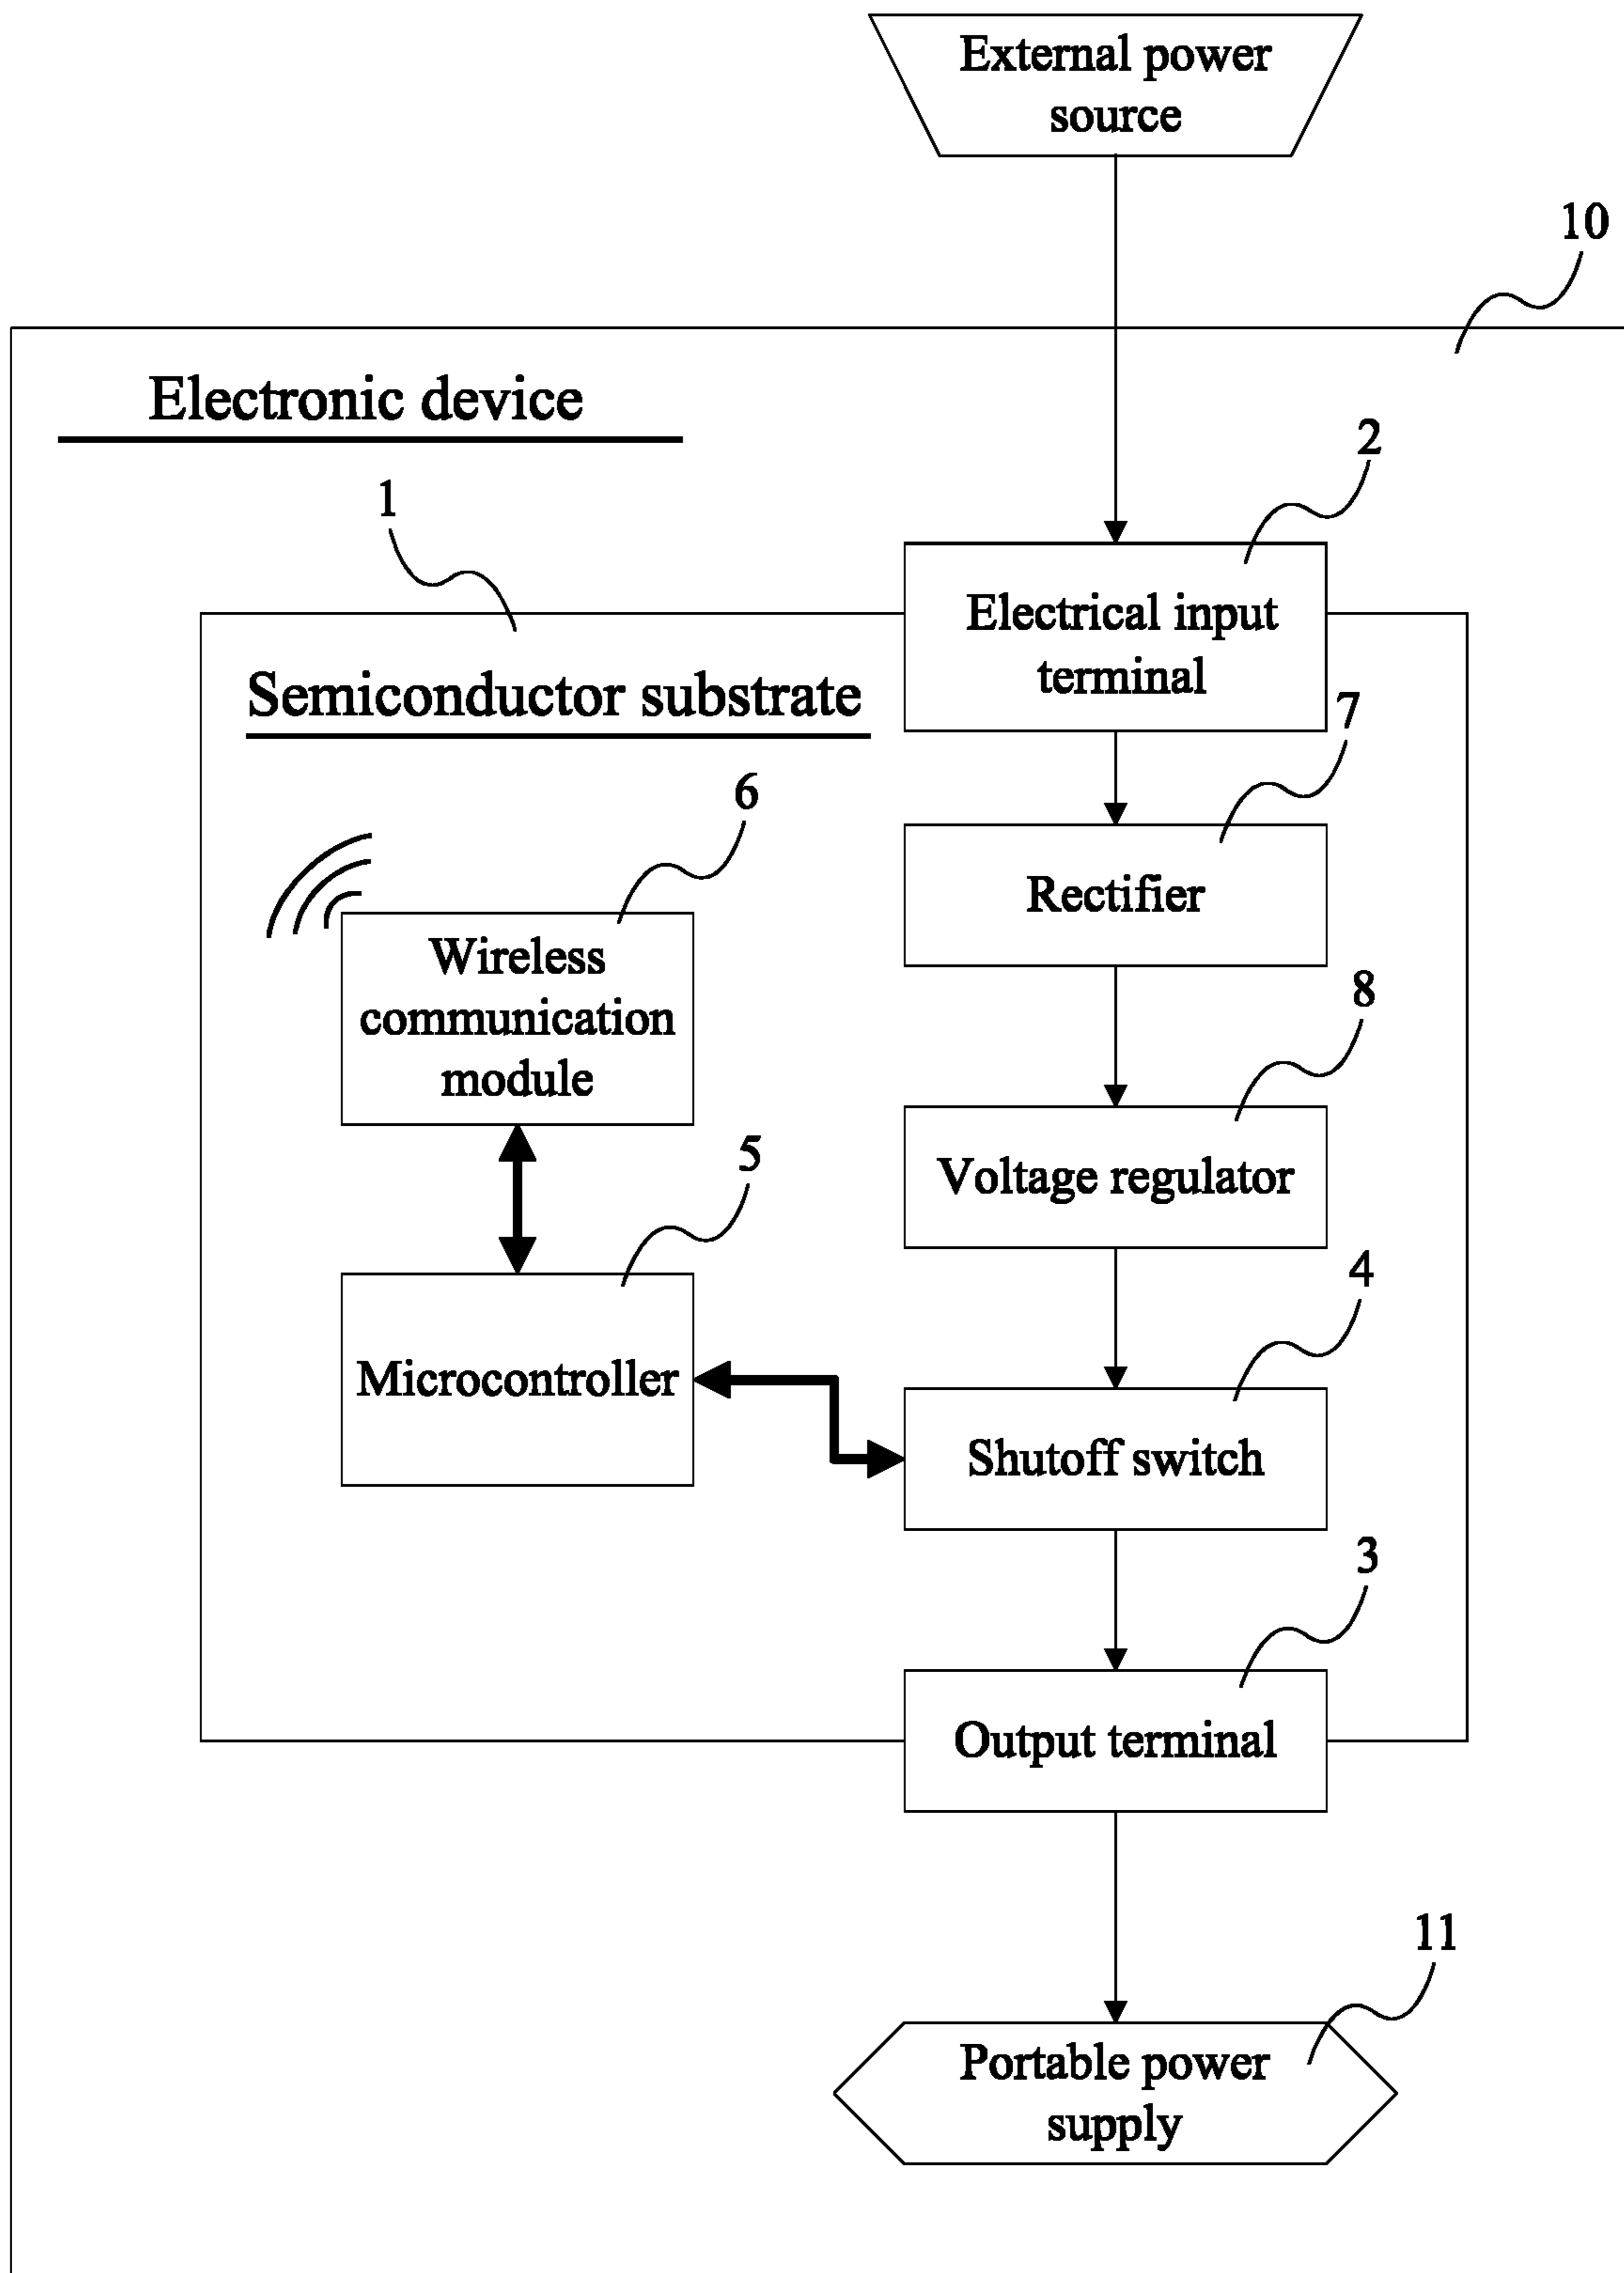 External power
source
10
Electronic device
2
1
Electrical input
terminal
Semiconductor substrate
7
6
Rectifier
Wireless
communication
module
8
5
Voltage regulator
4
Microcontroller
Shutoff switch
3
Output terminal
11
Portable power
supply